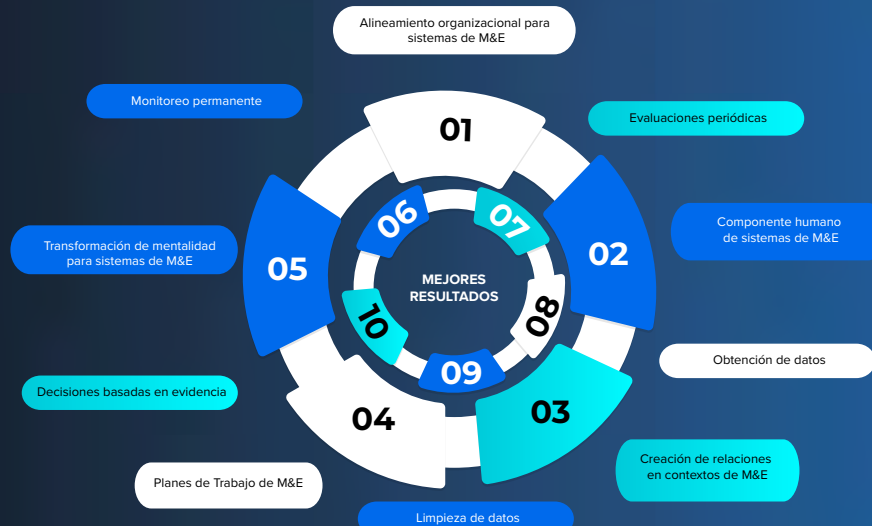 Alineamiento organizacional para
sistemas de M&E
Monitoreo permanente
Evaluaciones periódicas
01
06
07
02
Componente humano
de sistemas de M&E
Transformación de mentalidad
para sistemas de M&E
05
MEJORES
RESULTADOS
10
08
Obtención de datos
09
Decisiones basadas en evidencia
04
03
Creación de relaciones
en contextos de M&E
Planes de Trabajo de M&E
Limpieza de datos